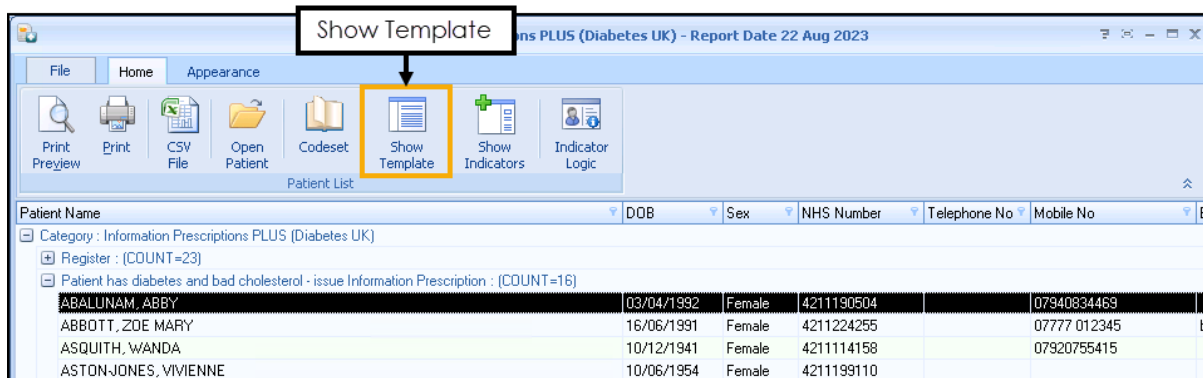 Show Template
ns PLUS (Diabetes UK) - Report Date 22 Aug 2023
File Home Appearance
Print Preview Print CSV File Open Patient Codeset Show Template Show Indicators Indicator Logic
Patient List
Patient Name DOB Sex NHS Number Telephone No Mobile No
Category : Information Prescriptions PLUS (Diabetes UK)
Register : (COUNT=23)
Patient has diabetes and bad cholesterol - issue Information Prescription : (COUNT=16)
ABALUNAM, ABBY 03/04/1992 Female 4211190504 07940834469
ABBOTT, ZOE MARY 16/06/1991 Female 4211224255 07777 012345
ASQUITH, WANDA 10/12/1941 Female 4211114158 07920755415
ASTON-JONES, VIVIENNE 10/06/1954 Female 4211199110